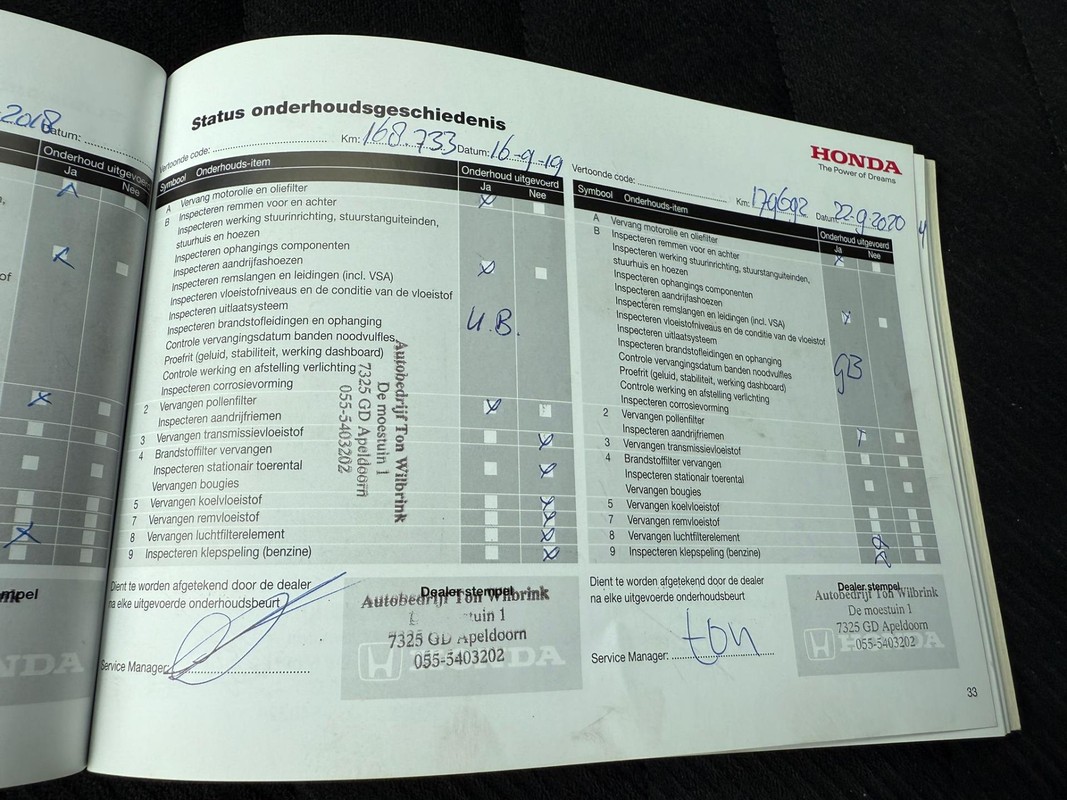 2018
Datum:
Onderhoud uitgevoerd
Ja
Nee
of
Status onderhoudsgeschiedenis
Vertoonde code:
Km: 168.733 Datum: 16-9-19
Symbool Onderhouds-item
Onderhoud uitgevoerd
Ja Nee
A Vervang motorolie en oliefilter
B Inspecteren remmen voor en achter
Inspecteren werking stuurinrichting, stuurstanguiteinden,
stuurhuis en hoezen
Inspecteren ophangings componenten
Inspecteren aandrijfashoezen
Inspecteren remslangen en leidingen (incl. VSA)
Inspecteren vloeistofniveaus en de conditie van de vloeistof
Inspecteren uitlaatsysteem
Inspecteren brandstofleidingen en ophanging
Controle vervangingsdatum banden noodvulfles
Proefrit (geluid, stabiliteit, werking dashboard)
Controle werking en afstelling verlichting
Inspecteren corrosievorming
2 Vervangen pollenfilter
Inspecteren aandrijfriemen
3 Vervangen transmissievloeistof
4 Brandstoffilter vervangen
Inspecteren stationair toerental
Vervangen bougies
5 Vervangen koelvloeistof
7 Vervangen remvloeistof
8 Vervangen luchtfilterelement
9 Inspecteren klepspeling (benzine)
Autobedrijf Ton Wilbrink
De moestuin 1
7325 GD Apeldoorn
055-5403202
Dient te worden afgetekend door de dealer
na elke uitgevoerde onderhoudsbeurt
Service Manager:
Dealer stempel
Autobedrijf Ton Wilbrink
tuin 1
7325 GD Apeldoorn
055-5403202
HONDA
HONDA
The Power of Dreams
Vertoonde code:
Km: 179692 Datum: 22-9-2020
Symbool Onderhouds-item
Onderhoud uitgevoerd
Ja Nee
A Vervang motorolie en oliefilter
B Inspecteren remmen voor en achter
Inspecteren werking stuurinrichting, stuurstanguiteinden,
stuurhuis en hoezen
Inspecteren ophangings componenten
Inspecteren aandrijfashoezen
Inspecteren remslangen en leidingen (incl. VSA)
Inspecteren vloeistofniveaus en de conditie van de vloeistof
Inspecteren uitlaatsysteem
Inspecteren brandstofleidingen en ophanging
Controle vervangingsdatum banden noodvulfles
Proefrit (geluid, stabiliteit, werking dashboard)
Controle werking en afstelling verlichting
Inspecteren corrosievorming
2 Vervangen pollenfilter
Inspecteren aandrijfriemen
3 Vervangen transmissievloeistof
4 Brandstoffilter vervangen
Inspecteren stationair toerental
Vervangen bougies
5 Vervangen koelvloeistof
7 Vervangen remvloeistof
8 Vervangen luchtfilterelement
9 Inspecteren klepspeling (benzine)
GB
Dient te worden afgetekend door de dealer
na elke uitgevoerde onderhoudsbeurt
Service Manager: ton
Dealer stempel
Autobedrijf Ton Wilbrink
De moestuin 1
7325 GD Apeldoorn
055-5403202
33